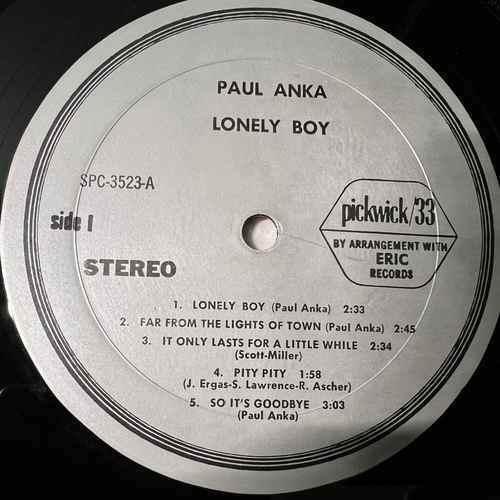 PAUL ANKA
LONELY BOY
SPC-3523-A
side 1
STEREO
pickwick/33
BY ARRANGEMENT WITH
ERIC
RECORDS
1. LONELY BOY (Paul Anka) 2:33
2. FAR FROM THE LIGHTS OF TOWN (Paul Anka) 2:45
3. IT ONLY LASTS FOR A LITTLE WHILE 2:34
(Scott-Miller)
4. PITY PITY 1:58
(J. Ergas-S. Lawrence-R. Ascher)
5. SO IT'S GOODBYE 3:03
(Paul Anka)